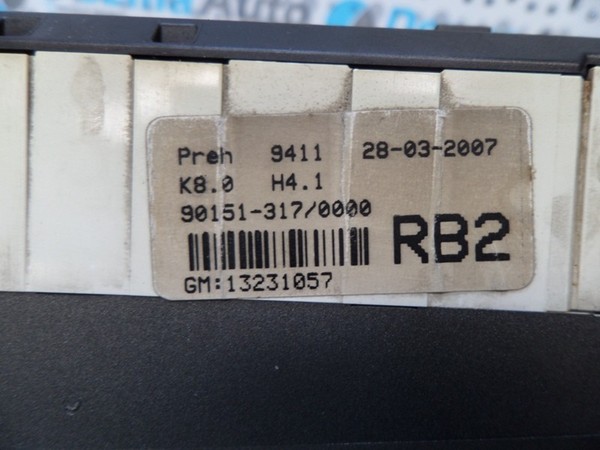 Preh 9411 28-03-2007
K8.0 H4.1
90151-317/0000
RB2
GM:13231057